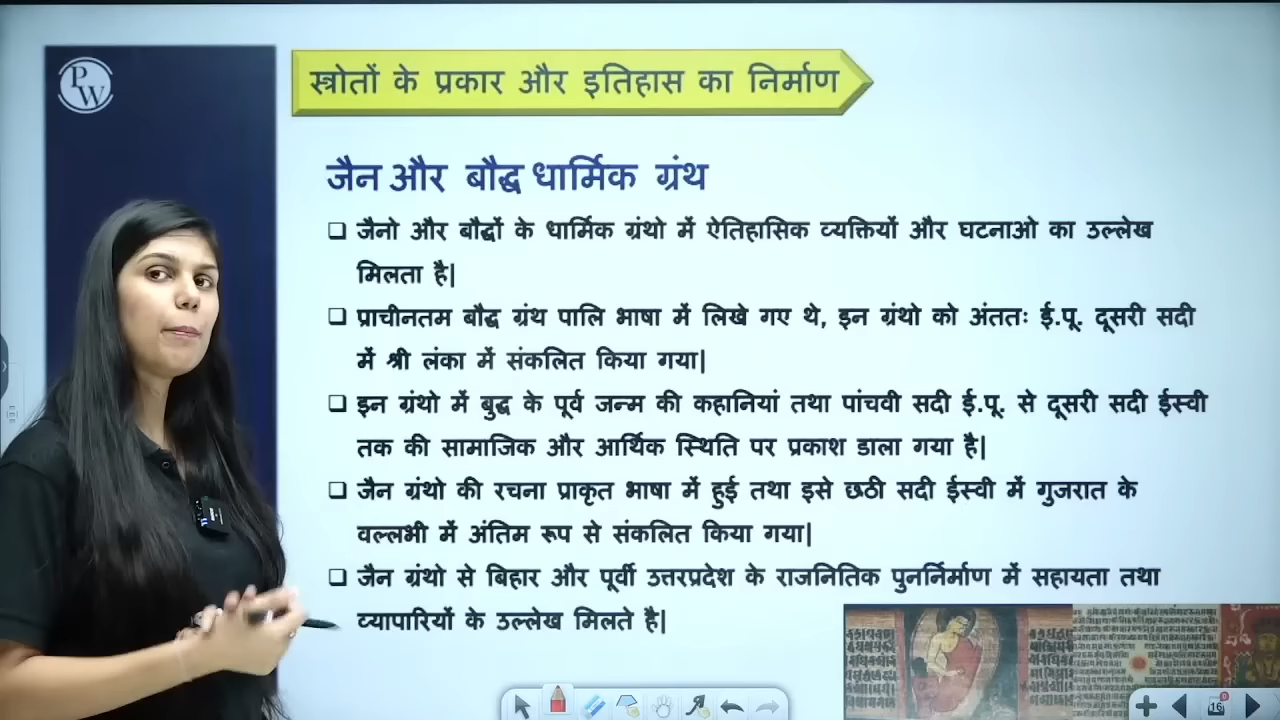 PW
स्त्रोतों के प्रकार और इतिहास का निर्माण
जैन और बौद्ध धार्मिक ग्रंथ
❑ जैनो और बौद्धों के धार्मिक ग्रंथो में ऐतिहासिक व्यक्तियों और घटनाओ का उल्लेख
मिलता है|
❑ प्राचीनतम बौद्ध ग्रंथ पालि भाषा में लिखे गए थे, इन ग्रंथो को अंततः ई.पू. दूसरी सदी
में श्री लंका में संकलित किया गया|
❑ इन ग्रंथो में बुद्ध के पूर्व जन्म की कहानियां तथा पांचवी सदी ई.पू. से दूसरी सदी ईस्वी
तक की सामाजिक और आर्थिक स्थिति पर प्रकाश डाला गया है|
❑ जैन ग्रंथो की रचना प्राकृत भाषा में हुई तथा इसे छठी सदी ईस्वी में गुजरात के
वल्लभी में अंतिम रूप से संकलित किया गया|
❑ जैन ग्रंथो से बिहार और पूर्वी उत्तरप्रदेश के राजनितिक पुनर्निर्माण में सहायता तथा
व्यापारियों के उल्लेख मिलते है|
16